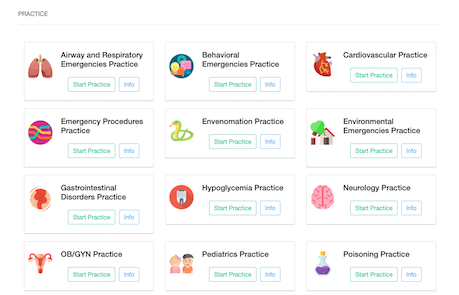 PRACTICE
Airway and Respiratory
Emergencies Practice
Start Practice Info
Behavioral
Emergencies Practice
Start Practice Info
Cardiovascular Practice
Start Practice Info
Emergency Procedures
Practice
Start Practice Info
Envenomation Practice
Start Practice Info
Environmental
Emergencies Practice
Start Practice Info
Gastrointestinal
Disorders Practice
Start Practice Info
Hypoglycemia Practice
Start Practice Info
Neurology Practice
Start Practice Info
OB/GYN Practice
Start Practice Info
Pediatrics Practice
Start Practice Info
Poisoning Practice
Start Practice Info